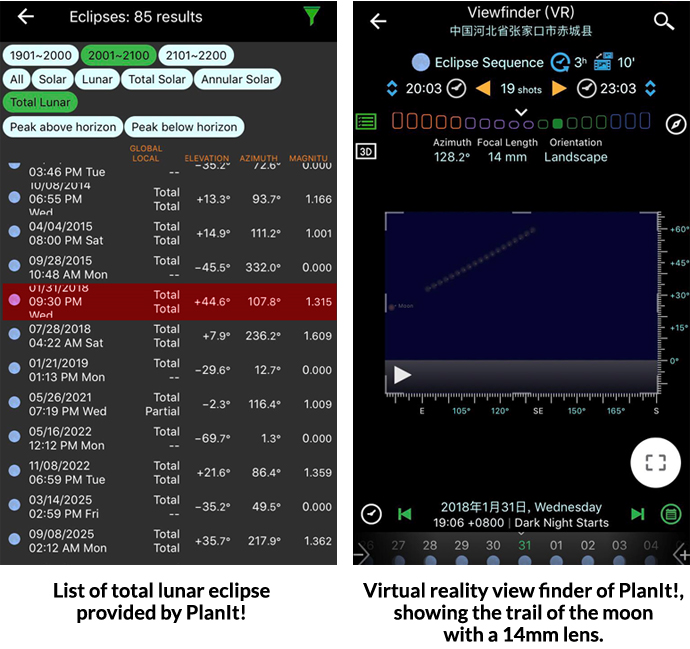 Eclipses: 85 results
1901~2000
2001~2100
2101~2200
All
Solar
Lunar
Total Solar
Annular Solar
Total Lunar
Peak above horizon
Peak below horizon
GLOBAL
LOCAL ELEVATION AZIMUTH MAGNITU
03:46 PM Tue -- −35.2° 72.6° 0.000
10/08/2014 Total
06:55 PM +13.3° 93.7° 1.166
Wed Total
04/04/2015 Total
08:00 PM Sat Total +14.9° 111.2° 1.001
09/28/2015 Total
10:48 AM Mon -- −45.5° 332.0° 0.000
01/31/2018 Total
09:30 PM +44.6° 107.8° 1.315
Wed Total
07/28/2018 Total
04:22 AM Sat Total +7.9° 236.2° 1.609
01/21/2019 Total
01:13 PM Mon -- −29.6° 12.7° 0.000
05/26/2021 Total
07:19 PM Wed Partial −2.3° 116.4° 1.009
05/16/2022 Total
12:12 PM Mon -- −69.7° 1.3° 0.000
11/08/2022 Total
06:59 PM Tue Total +21.6° 86.4° 1.359
03/14/2025 Total
02:59 PM Fri -- −35.2° 49.5° 0.000
09/08/2025 Total
02:12 AM Mon Total +35.7° 217.9° 1.362
List of total lunar eclipse
provided by PlanIt!
Viewfinder (VR)
中国河北省张家口市赤城县
Eclipse Sequence 3h 10'
20:03 19 shots 23:03
3D
Azimuth Focal Length Orientation
128.2° 14 mm Landscape
+60°
+45°
+30°
+15°
0°
Moon
E 105° 120° SE 150° 165° S
2018年1月31日, Wednesday
19:06 +0800 | Dark Night Starts
26 27 28 29 30 31 01 02 03 04
Virtual reality view finder of PlanIt!,
showing the trail of the moon
with a 14mm lens.